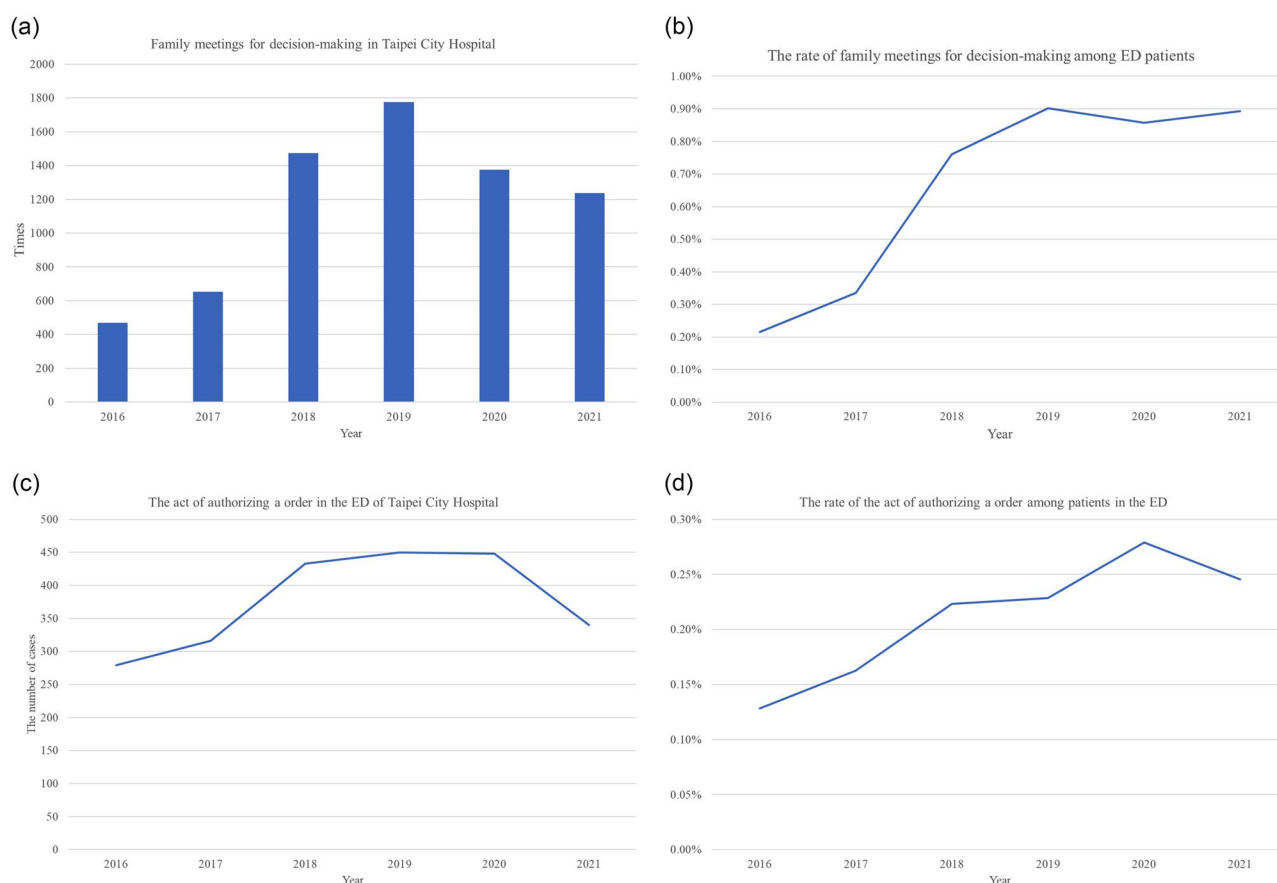 (a)
Family meetings for decision-making in Taipei City Hospital
2000
1800
1600
1400
1200
1000
800
600
400
200
0
Times
2016 2017 2018 2019 2020 2021
Year
(b)
The rate of family meetings for decision-making among ED patients
1.00%
0.90%
0.80%
0.70%
0.60%
0.50%
0.40%
0.30%
0.20%
0.10%
0.00%
2016 2017 2018 2019 2020 2021
Year
(c)
The act of authorizing a order in the ED of Taipei City Hospital
500
450
400
350
300
250
200
150
100
50
0
The number of cases
2016 2017 2018 2019 2020 2021
Year
(d)
The rate of the act of authorizing a order among patients in the ED
0.30%
0.25%
0.20%
0.15%
0.10%
0.05%
0.00%
2016 2017 2018 2019 2020 2021
Year